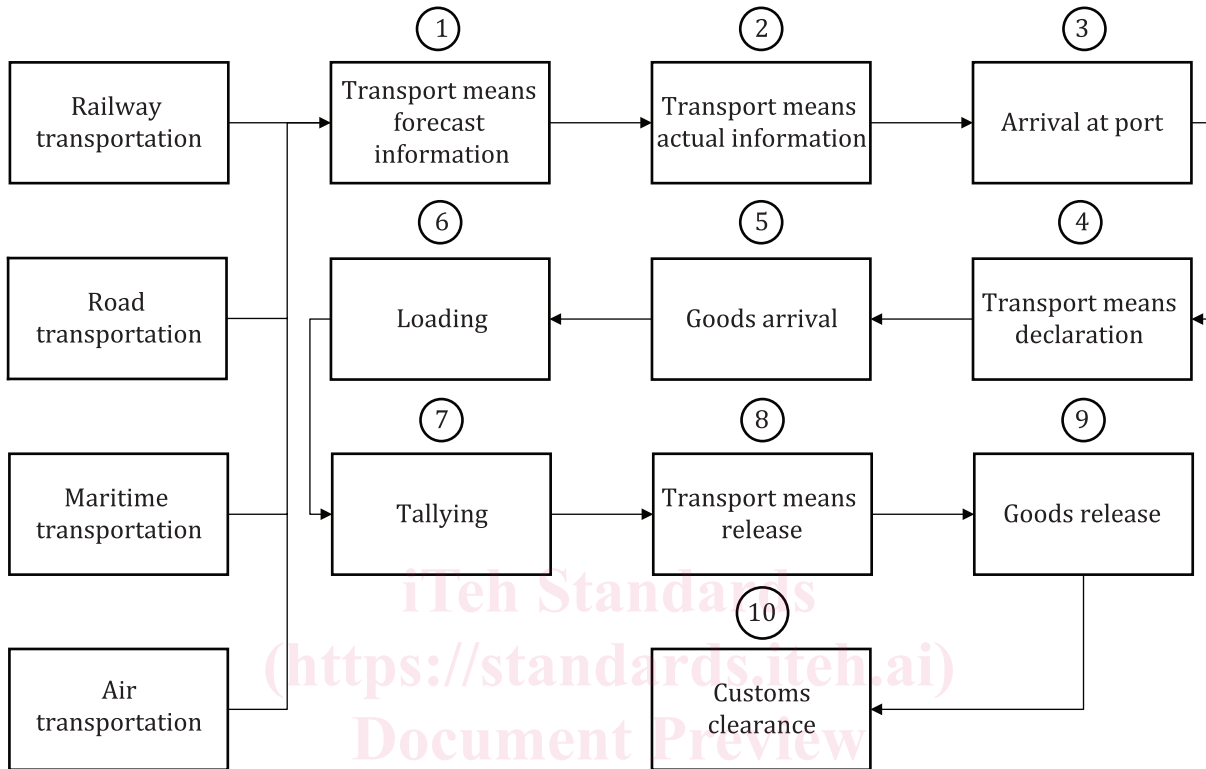 1
2
3
Railway
transportation
Transport means
forecast
information
Transport means
actual information
Arrival at port
6
5
4
Road
transportation
Loading
Goods arrival
Transport means
declaration
7
8
9
Maritime
transportation
Tallying
Transport means
release
Goods release
iTeh Standards
10
(https://standards.iteh.ai)
Air
transportation
Customs
clearance
Document Preview